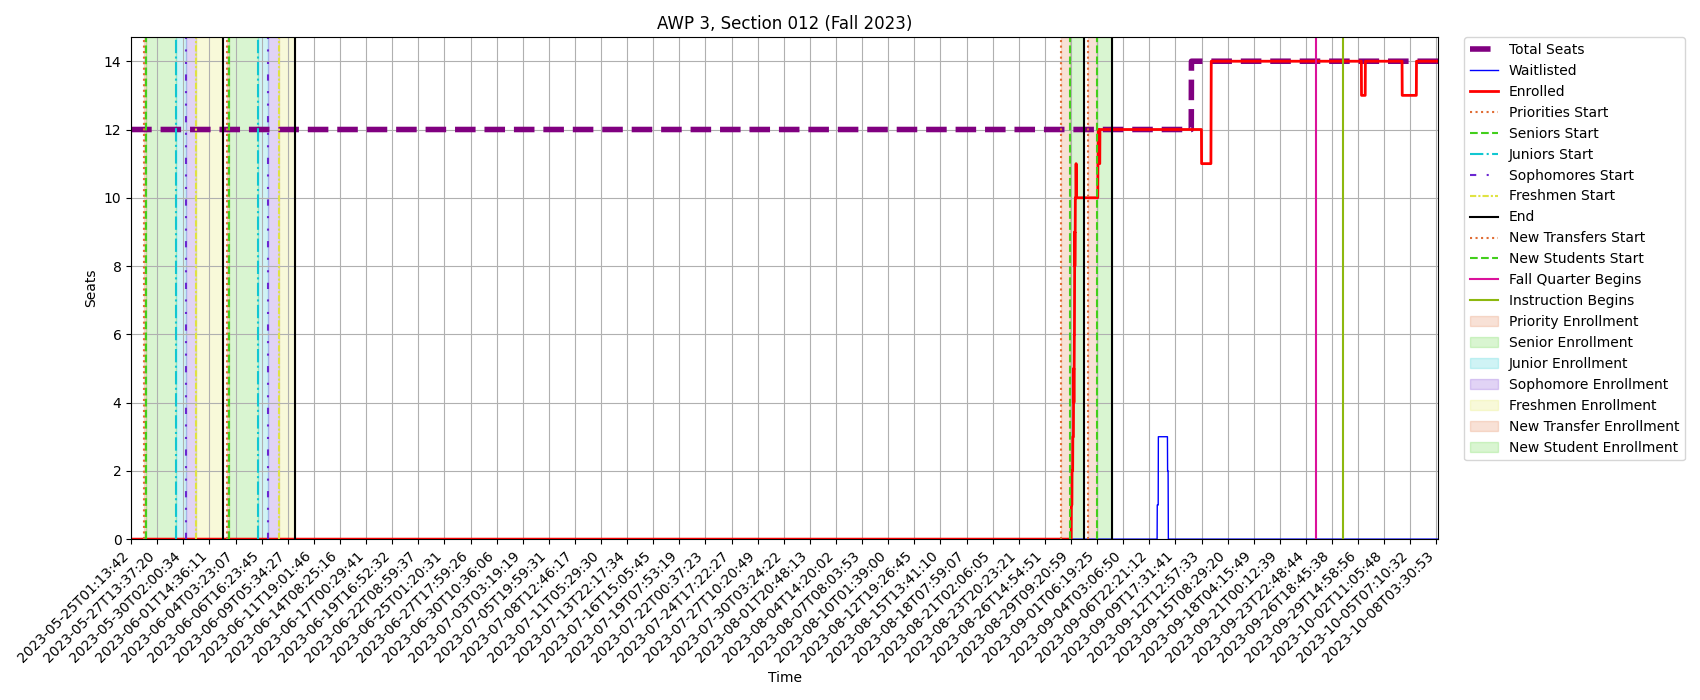 AWP 3, Section 012 (Fall 2023)
Seats
14
12
10
8
6
4
2
0
2023-05-25T01:13:42
2023-05-27T13:37:20
2023-05-30T02:00:34
2023-06-01T14:36:11
2023-06-04T03:23:07
2023-06-06T16:23:45
2023-06-09T05:34:27
2023-06-11T19:01:46
2023-06-14T08:25:16
2023-06-17T00:29:41
2023-06-19T16:52:32
2023-06-22T08:59:37
2023-06-25T01:20:31
2023-06-27T17:59:26
2023-06-30T10:36:06
2023-07-03T03:19:19
2023-07-05T19:59:31
2023-07-08T12:46:17
2023-07-11T05:29:30
2023-07-13T22:17:34
2023-07-16T15:05:45
2023-07-19T07:53:19
2023-07-22T00:37:23
2023-07-24T17:22:27
2023-07-27T10:20:49
2023-07-30T03:24:22
2023-08-01T20:48:13
2023-08-04T14:20:02
2023-08-07T08:03:53
2023-08-10T01:39:00
2023-08-12T19:26:45
2023-08-15T13:41:10
2023-08-18T07:59:07
2023-08-21T02:06:05
2023-08-23T20:23:21
2023-08-26T14:54:51
2023-08-29T09:20:59
2023-09-01T06:19:25
2023-09-04T03:06:50
2023-09-06T22:21:12
2023-09-09T17:31:41
2023-09-12T12:57:33
2023-09-15T08:29:20
2023-09-18T04:15:49
2023-09-21T00:12:39
2023-09-23T22:48:44
2023-09-26T18:45:38
2023-09-29T14:58:56
2023-10-02T11:05:48
2023-10-05T07:10:32
2023-10-08T03:30:53
Time
Total Seats
Waitlisted
Enrolled
Priorities Start
Seniors Start
Juniors Start
Sophomores Start
Freshmen Start
End
New Transfers Start
New Students Start
Fall Quarter Begins
Instruction Begins
Priority Enrollment
Senior Enrollment
Junior Enrollment
Sophomore Enrollment
Freshmen Enrollment
New Transfer Enrollment
New Student Enrollment